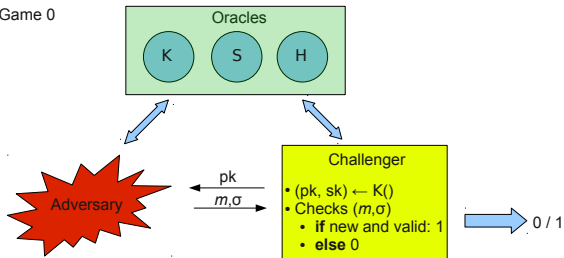 Game 0
Oracles
K S H
Adversary
pk
m,σ
Challenger
• (pk, sk) ← K()
• Checks (m,σ)
• if new and valid: 1
• else 0
0 / 1